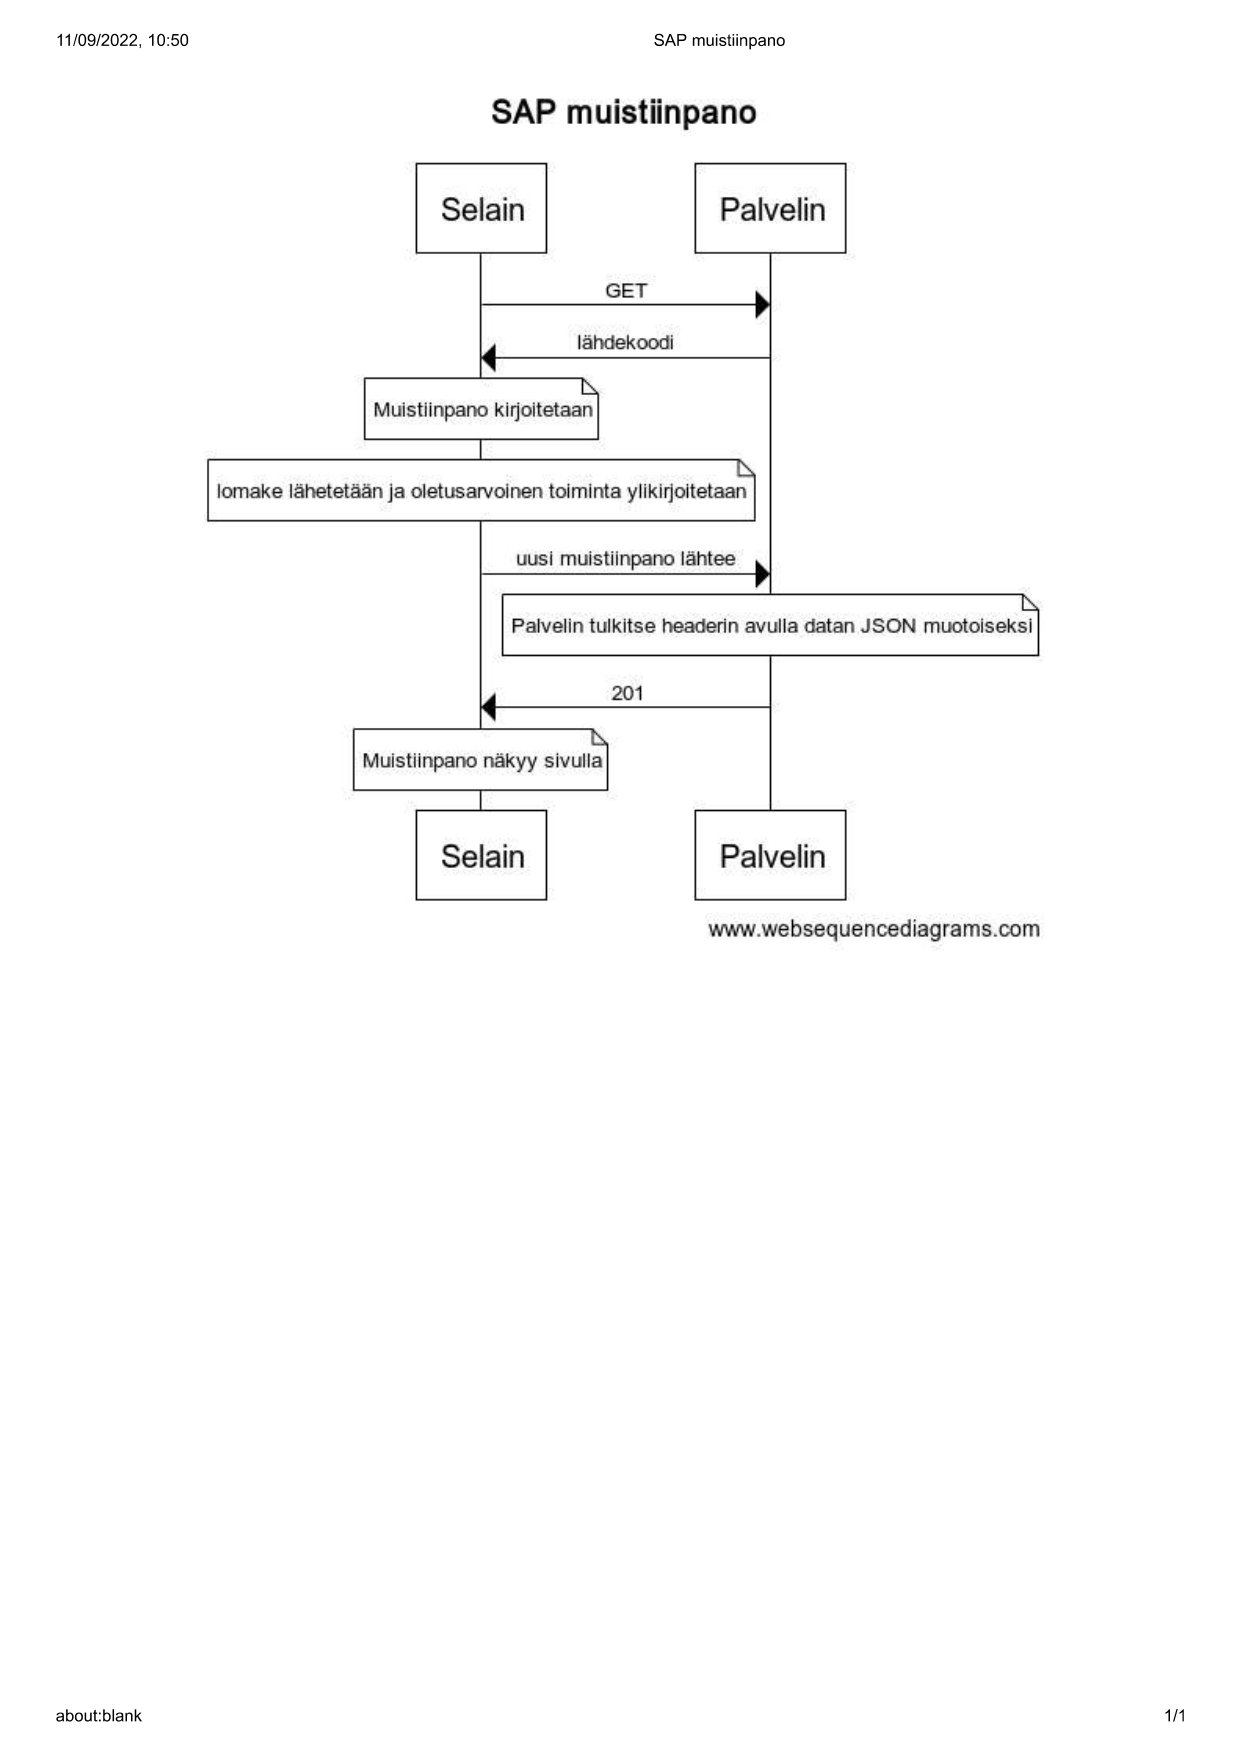 11/09/2022, 10:50
SAP muistiinpano
SAP muistiinpano
Selain
Palvelin
GET
lähdekoodi
Muistiinpano kirjoitetaan
lomake lähetetään ja oletusarvoinen toiminta ylikirjoitetaan
uusi muistiinpano lähtee
Palvelin tulkitse headerin avulla datan JSON muotoiseksi
201
Muistiinpano näkyy sivulla
Selain
Palvelin
www.websequencediagrams.com
about:blank
1/1